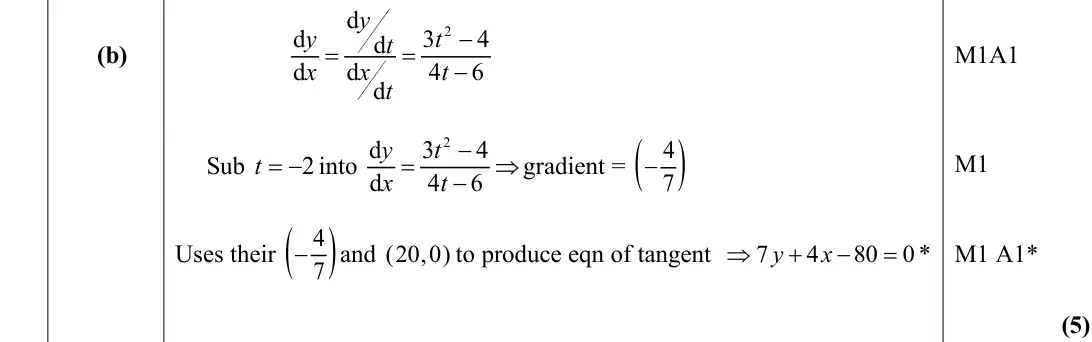 (b) dy/dx = (dy/dt)/(dx/dt) = (3t² − 4)/(4t − 6) M1A1
Sub t = −2 into dy/dx = (3t² − 4)/(4t − 6) ⇒ gradient = (−4/7) M1
Uses their (−4/7) and (20,0) to produce eqn of tangent ⇒ 7y + 4x − 80 = 0 * M1 A1*
(5)